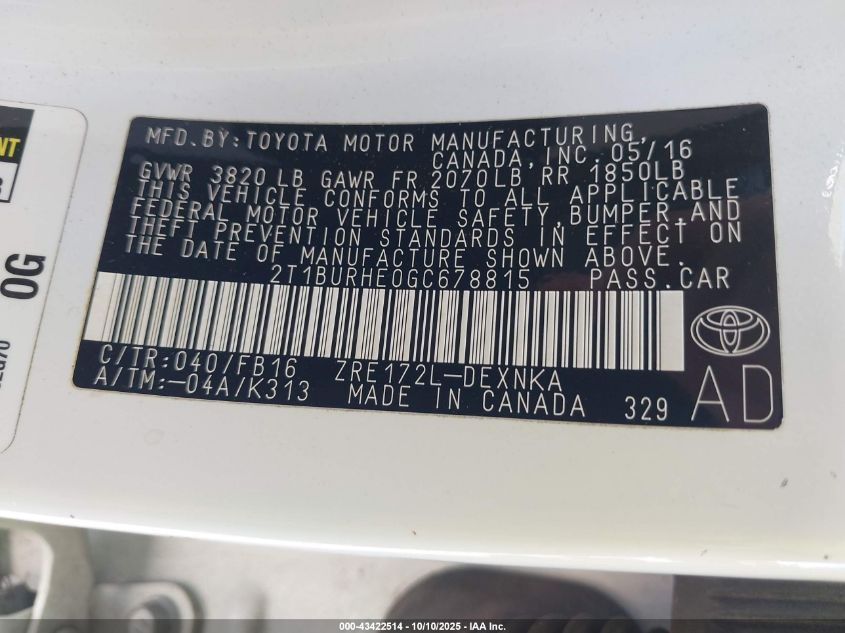 MFD.BY:TOYOTA MOTOR MANUFACTURING,
CANADA,INC.05/16
GVWR 3820LB GAWR FR 2070LB RR 1850LB
THIS VEHICLE CONFORMS TO ALL APPLICABLE
FEDERAL MOTOR VEHICLE SAFETY,BUMPER,AND
THEFT PREVENTION STANDARDS IN EFFECT ON
THE DATE OF MANUFACTURE SHOWN ABOVE.
2T1BURHE0GC678815 PASS.CAR
C/TR:040/FB16 ZRE172L-DEXNKA
A/TM:-04A/K313 MADE IN CANADA 329
AD
0G
000-43422514 - 10/10/2025 - IAA Inc.